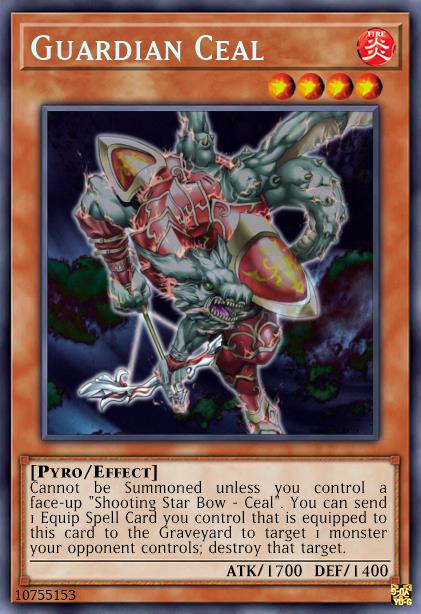 GUARDIAN CEAL
FIRE
炎
[PYRO/EFFECT]
Cannot be Summoned unless you control a
face-up "Shooting Star Bow - Ceal". You can send
1 Equip Spell Card you control that is equipped to
this card to the Graveyard to target 1 monster
your opponent controls; destroy that target.
ATK/1700 DEF/1400
10755153